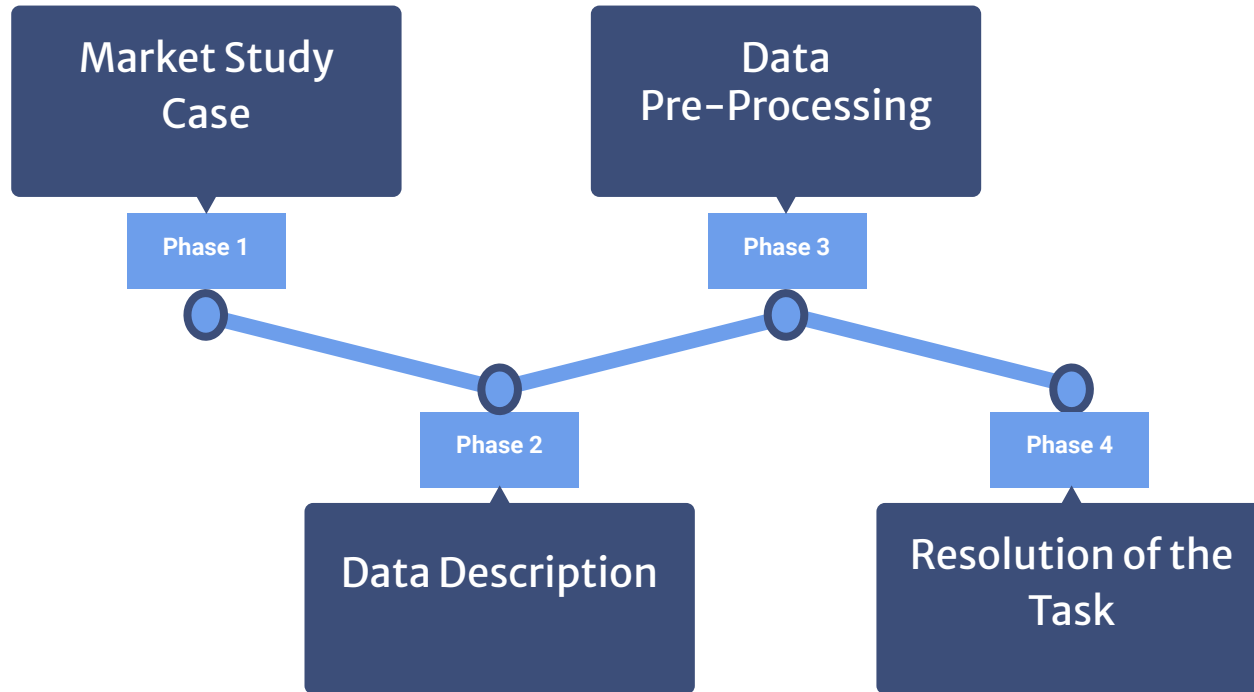 Market Study
Case
Phase 1
Phase 2
Data Description
Data
Pre-Processing
Phase 3
Phase 4
Resolution of the
Task